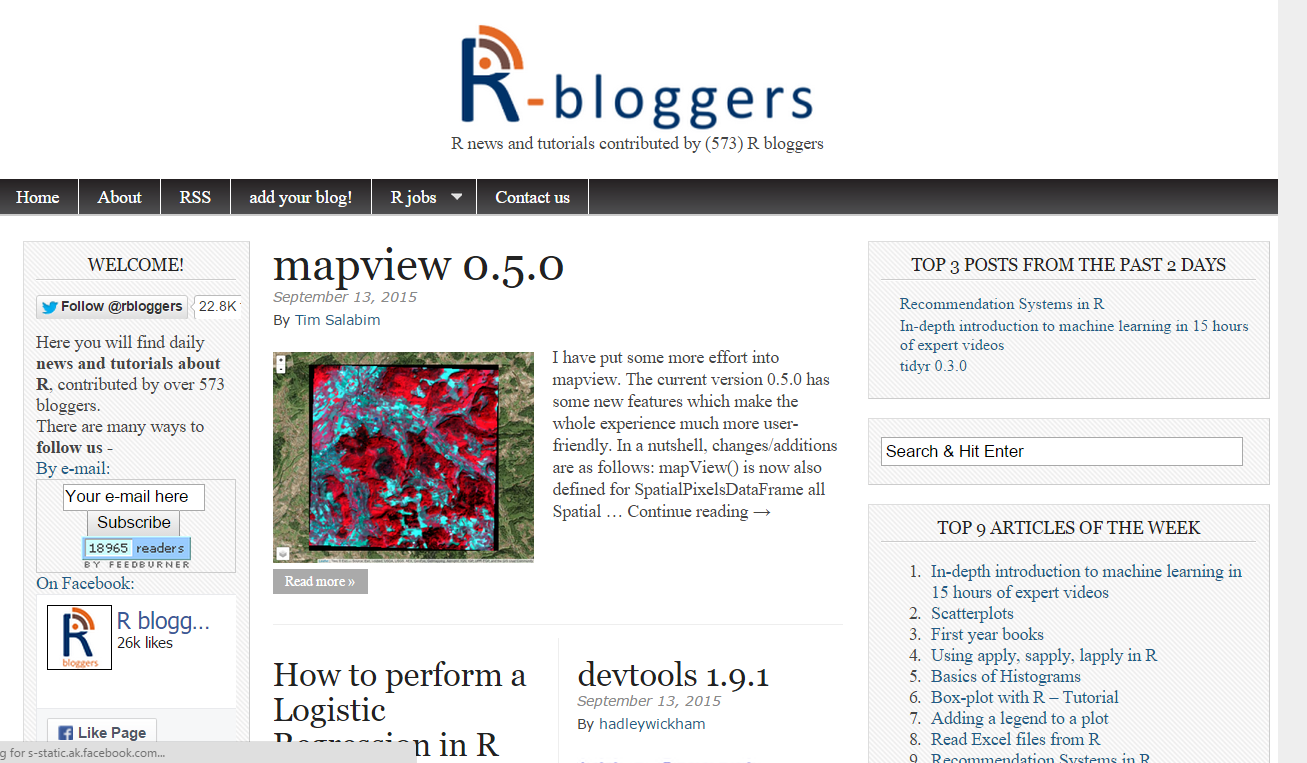 R-bloggers
R news and tutorials contributed by (573) R bloggers
Home About RSS add your blog! R jobs Contact us
WELCOME!
Follow @rbloggers 22.8K
Here you will find daily
news and tutorials about
R, contributed by over 573
bloggers.
There are many ways to
follow us -
By e-mail:
Your e-mail here
Subscribe
18965 readers
BY FEEDBURNER
On Facebook:
R blogg...
26k likes
bloggers
Like Page
g for s-static.ak.facebook.com...
mapview 0.5.0
September 13, 2015
By Tim Salabim
I have put some more effort into
mapview. The current version 0.5.0 has
some new features which make the
whole experience much more user-
friendly. In a nutshell, changes/additions
are as follows: mapView() is now also
defined for SpatialPixelsDataFrame all
Spatial … Continue reading →
Read more »
How to perform a
Logistic
Regression in R
devtools 1.9.1
September 13, 2015
By hadleywickham
TOP 3 POSTS FROM THE PAST 2 DAYS
Recommendation Systems in R
In-depth introduction to machine learning in 15 hours
of expert videos
tidyr 0.3.0
Search & Hit Enter
TOP 9 ARTICLES OF THE WEEK
1. In-depth introduction to machine learning in
15 hours of expert videos
2. Scatterplots
3. First year books
4. Using apply, sapply, lapply in R
5. Basics of Histograms
6. Box-plot with R – Tutorial
7. Adding a legend to a plot
8. Read Excel files from R
9. Recommendation Systems in R